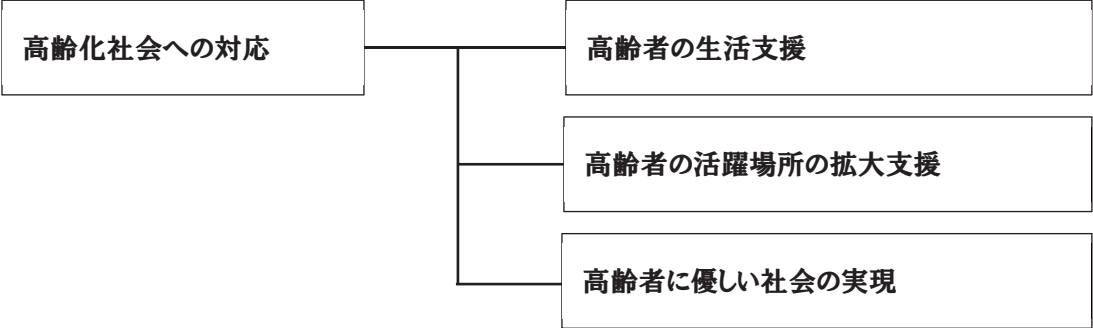 高齢化社会への対応
高齢者の生活支援
高齢者の活躍場所の拡大支援
高齢者に優しい社会の実現